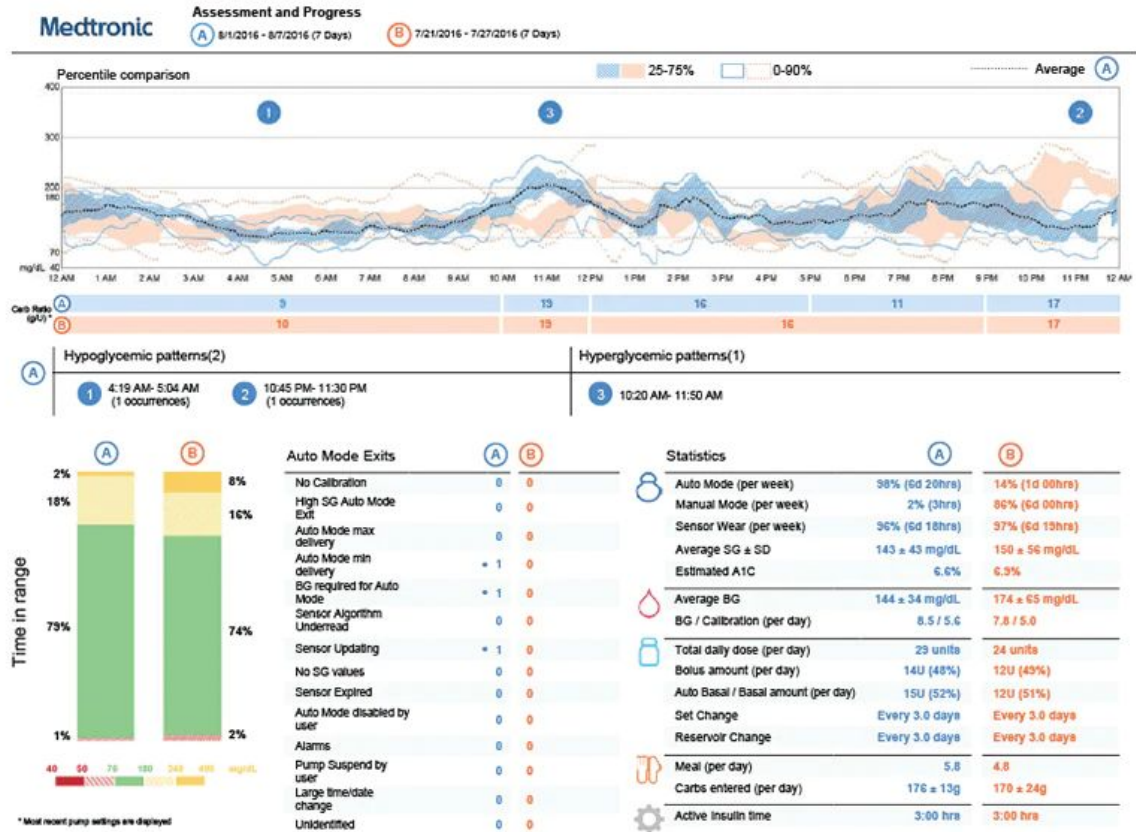 Medtronic
Assessment and Progress
A 8/1/2016 - 8/7/2016 (7 Days) B 7/21/2016 - 7/27/2016 (7 Days)
Percentile comparison 25-75% 0-90% Average A
400
300
200
180
70
40
mg/dL
1 3 2
12 AM 1 AM 2 AM 3 AM 4 AM 5 AM 6 AM 7 AM 8 AM 9 AM 10 AM 11 AM 12 PM 1 PM 2 PM 3 PM 4 PM 5 PM 6 PM 7 PM 8 PM 9 PM 10 PM 11 PM 12 AM
Carb Ratio (g/U) *
A 9 19 16 11 17
B 10 19 16 17
A
Hypoglycemic patterns(2) Hyperglycemic patterns(1)
1 4:19 AM- 5:04 AM (1 occurrences) 2 10:45 PM- 11:30 PM (1 occurrences) 3 10:20 AM- 11:50 AM
Time in range
A B
2% 8%
18% 16%
79% 74%
1% 2%
40 50 70 180 240 400 mg/dL
* Most recent pump settings are displayed
Auto Mode Exits A B
No Calibration 0 0
High SG Auto Mode Exit 0 0
Auto Mode max delivery 0 0
Auto Mode min delivery • 1 0
BG required for Auto Mode • 1 0
Sensor Algorithm Underread 0 0
Sensor Updating • 1 0
No SG values 0 0
Sensor Expired 0 0
Auto Mode disabled by user 0 0
Alarms 0 0
Pump Suspend by user 0 0
Large time/date change 0 0
Unidentified 0 0
Statistics A B
Auto Mode (per week) 98% (6d 20hrs) 14% (1d 00hrs)
Manual Mode (per week) 2% (3hrs) 86% (6d 00hrs)
Sensor Wear (per week) 96% (6d 18hrs) 97% (6d 19hrs)
Average SG ± SD 143 ± 43 mg/dL 150 ± 56 mg/dL
Estimated A1C 6.6% 6.9%
Average BG 144 ± 34 mg/dL 174 ± 65 mg/dL
BG / Calibration (per day) 8.5 / 5.6 7.8 / 5.0
Total daily dose (per day) 29 units 24 units
Bolus amount (per day) 14U (48%) 12U (49%)
Auto Basal / Basal amount (per day) 15U (52%) 12U (51%)
Set Change Every 3.0 days Every 3.0 days
Reservoir Change Every 3.0 days Every 3.0 days
Meal (per day) 5.8 4.8
Carbs entered (per day) 176 ± 13g 170 ± 24g
Active insulin time 3:00 hrs 3:00 hrs